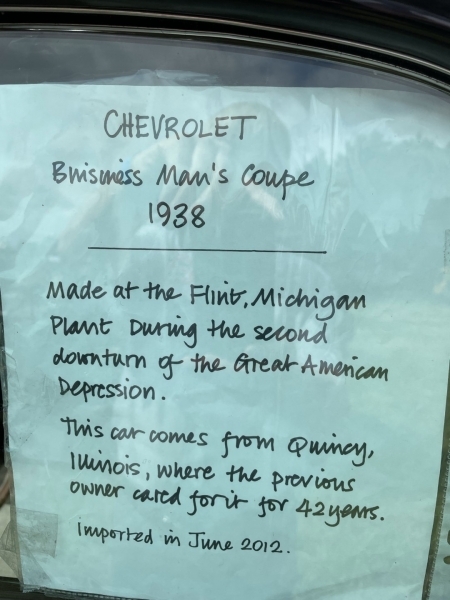 CHEVROLET
Buisness Man's Coupe
1938
Made at the Flint, Michigan
Plant During the second
downturn of the Great American
Depression.
This car comes from Quincy,
Illinois, where the previous
owner cared for it for 42 years.
imported in June 2012.